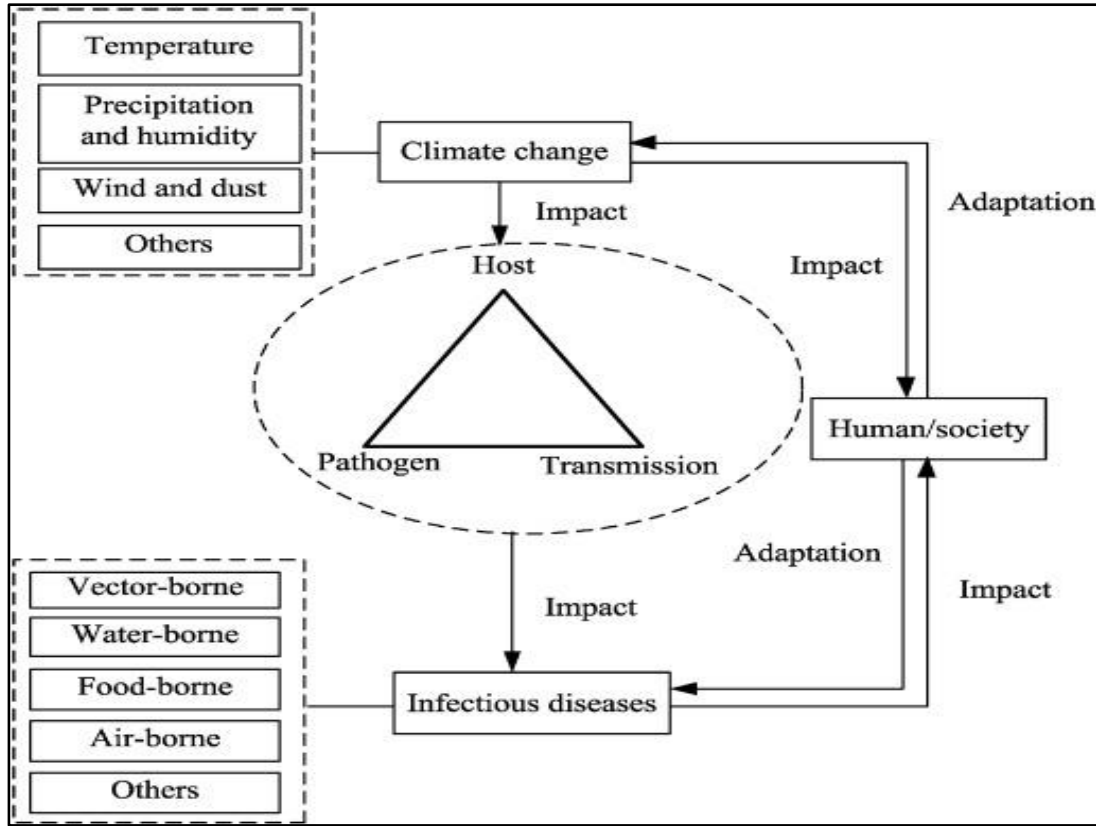 Temperature
Precipitation
and humidity
Wind and dust
Others
Climate change
Impact
Adaptation
Impact
Host
Pathogen
Transmission
Human/society
Adaptation
Impact
Impact
Infectious diseases
Vector-borne
Water-borne
Food-borne
Air-borne
Others